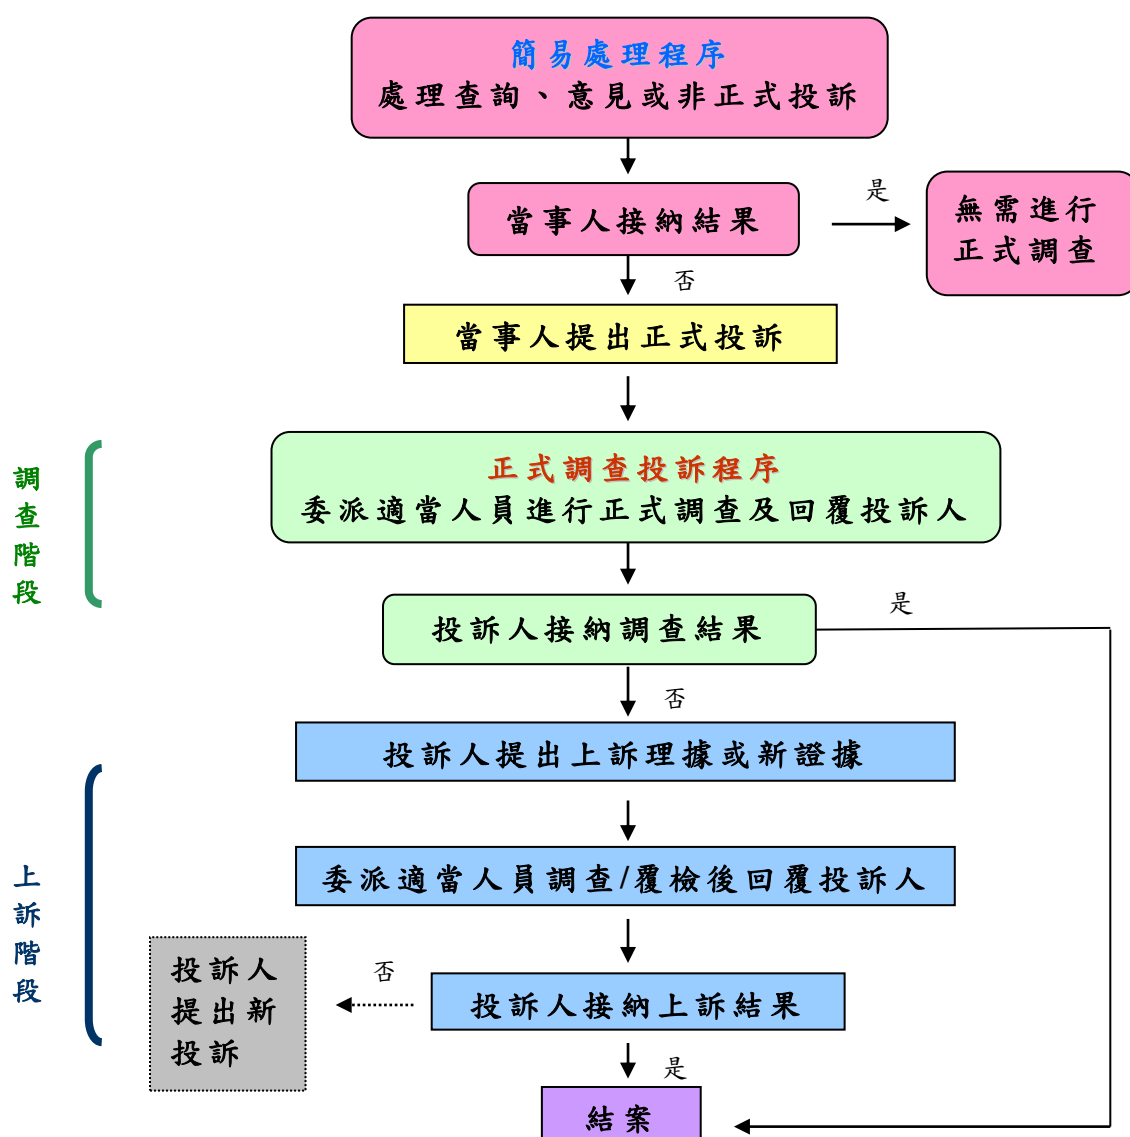 簡易處理程序
處理查詢、意見或非正式投訴
當事人接納結果
是
無需進行
正式調查
否
當事人提出正式投訴
調查階段
正式調查投訴程序
委派適當人員進行正式調查及回覆投訴人
投訴人接納調查結果
是
否
投訴人提出上訴理據或新證據
上訴階段
委派適當人員調查/覆檢後回覆投訴人
投訴人
提出新
投訴
否
投訴人接納上訴結果
是
結案